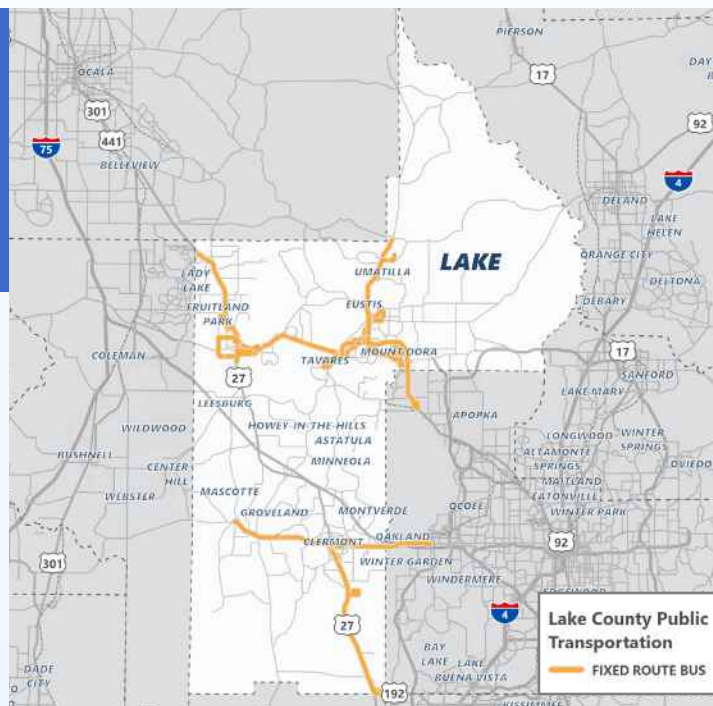 PIERSON
17
DAY
OCALA
301
92
441
75
BELLEVIEW
4
DELAND
LAKE
HELEN
LAKE
ORANGE CITY
UMATILLA
LADY
LAKE
DELTONA
DEBARY
FRUITLAND
PARK
EUSTIS
COLEMAN
TAVARES
MOUNT DORA
17
27
SANFORD
LAKE MARY
LEESBURG
APOPKA
WILDWOOD
HOWEY-IN-THE-HILLS
ASTATULA
LONGWOOD
WINTER
SPRINGS
ALTAMONTE
SPRINGS
BUSHNELL
CENTER
HILL
MINNEOLA
OVIEDO
MAITLAND
EATONVILLE
WEBSTER
MASCOTTE
GROVELAND
MONTVERDE
OCOEE
WINTER PARK
CLERMONT
OAKLAND
92
301
WINTER GARDEN
WINDERMERE
EDGEWOOD
4
27
Lake County Public
Transportation
FIXED ROUTE BUS
BAY
LAKE
LAKE
BUENA VISTA
DADE
CITY
192
KISSIMMEE